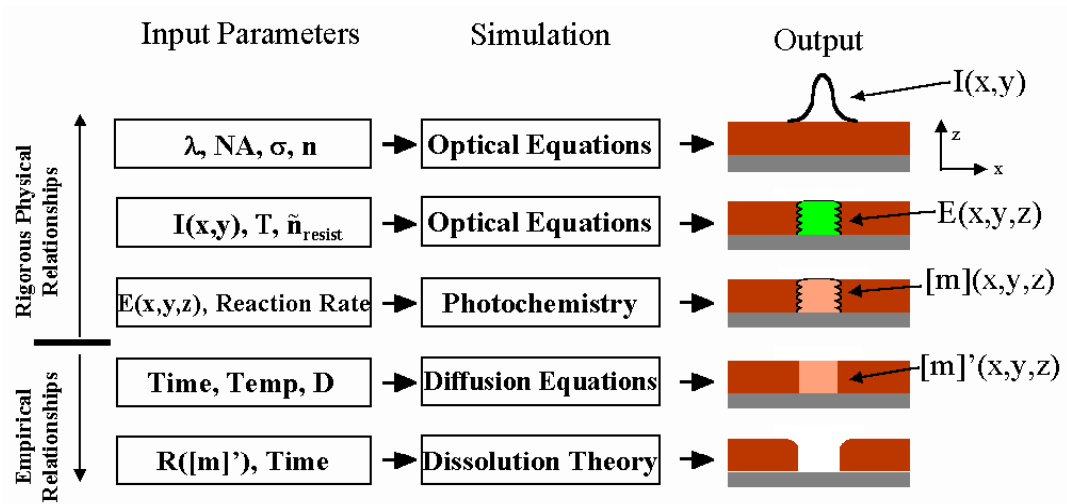 Input Parameters Simulation Output
I(x,y)
λ, NA, σ, n Optical Equations
z
x
Rigorous Physical
Relationships
I(x,y), T, ñresist Optical Equations E(x,y,z)
E(x,y,z), Reaction Rate Photochemistry [m](x,y,z)
Empirical
Relationships
Time, Temp, D Diffusion Equations [m]’(x,y,z)
R([m]’), Time Dissolution Theory